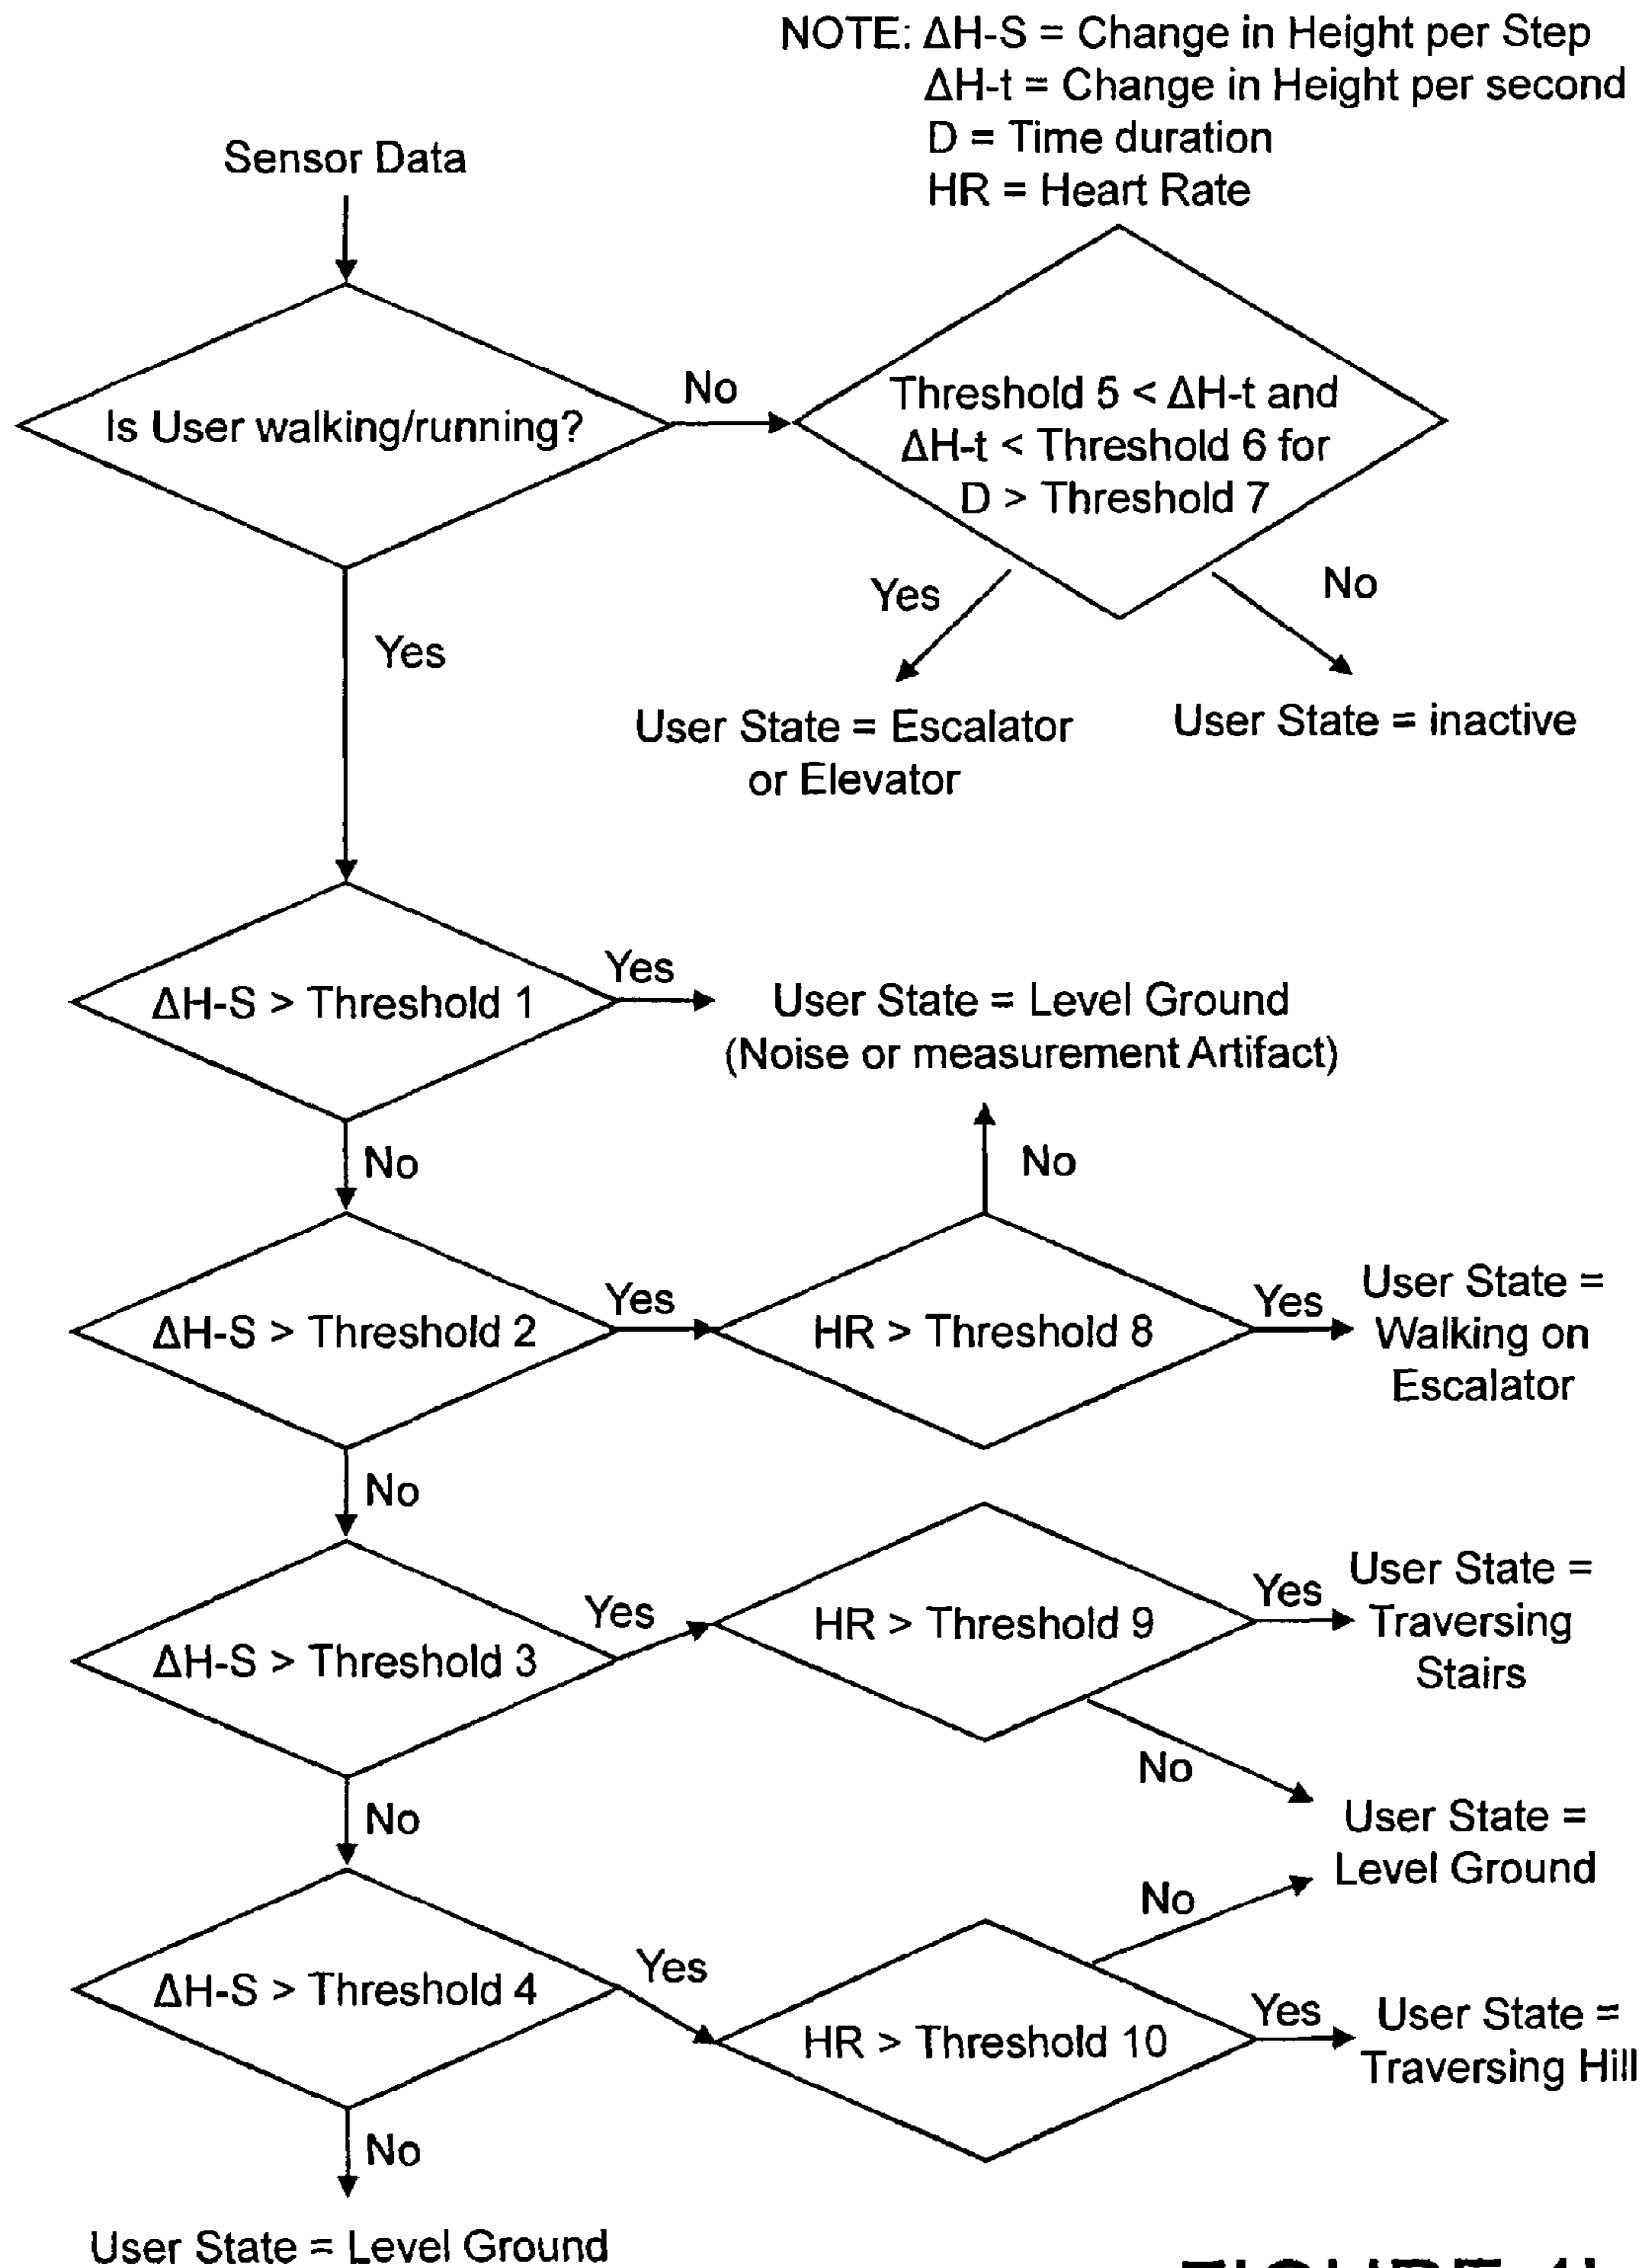 NOTE: ΔH-S = Change in Height per Step
ΔH-t = Change in Height per second
D = Time duration
HR = Heart Rate
Sensor Data
Is User walking/running?
No
Threshold 5 < ΔH-t and
ΔH-t < Threshold 6 for
D > Threshold 7
Yes
No
User State = Escalator
or Elevator
User State = inactive
Yes
ΔH-S > Threshold 1
Yes
User State = Level Ground
(Noise or measurement Artifact)
No
No
ΔH-S > Threshold 2
Yes
HR > Threshold 8
Yes
User State =
Walking on
Escalator
No
ΔH-S > Threshold 3
Yes
HR > Threshold 9
Yes
User State =
Traversing
Stairs
No
User State =
Level Ground
No
No
ΔH-S > Threshold 4
Yes
HR > Threshold 10
Yes
User State =
Traversing Hill
No
User State = Level Ground